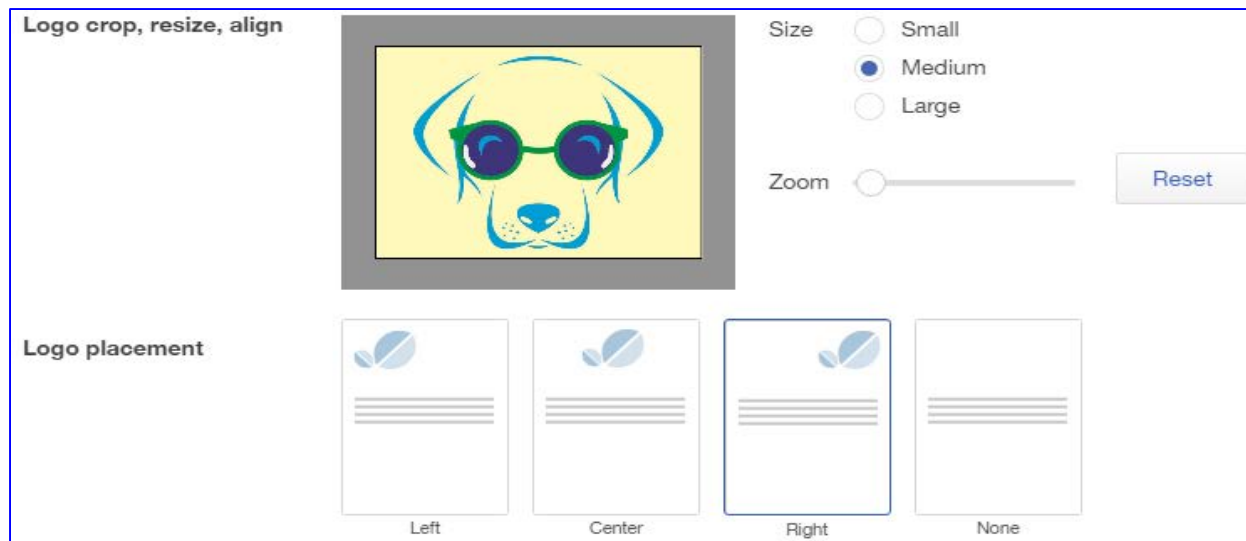 Logo crop, resize, align
Size
Small
Medium
Large
Zoom
Reset
Logo placement
Left
Center
Right
None